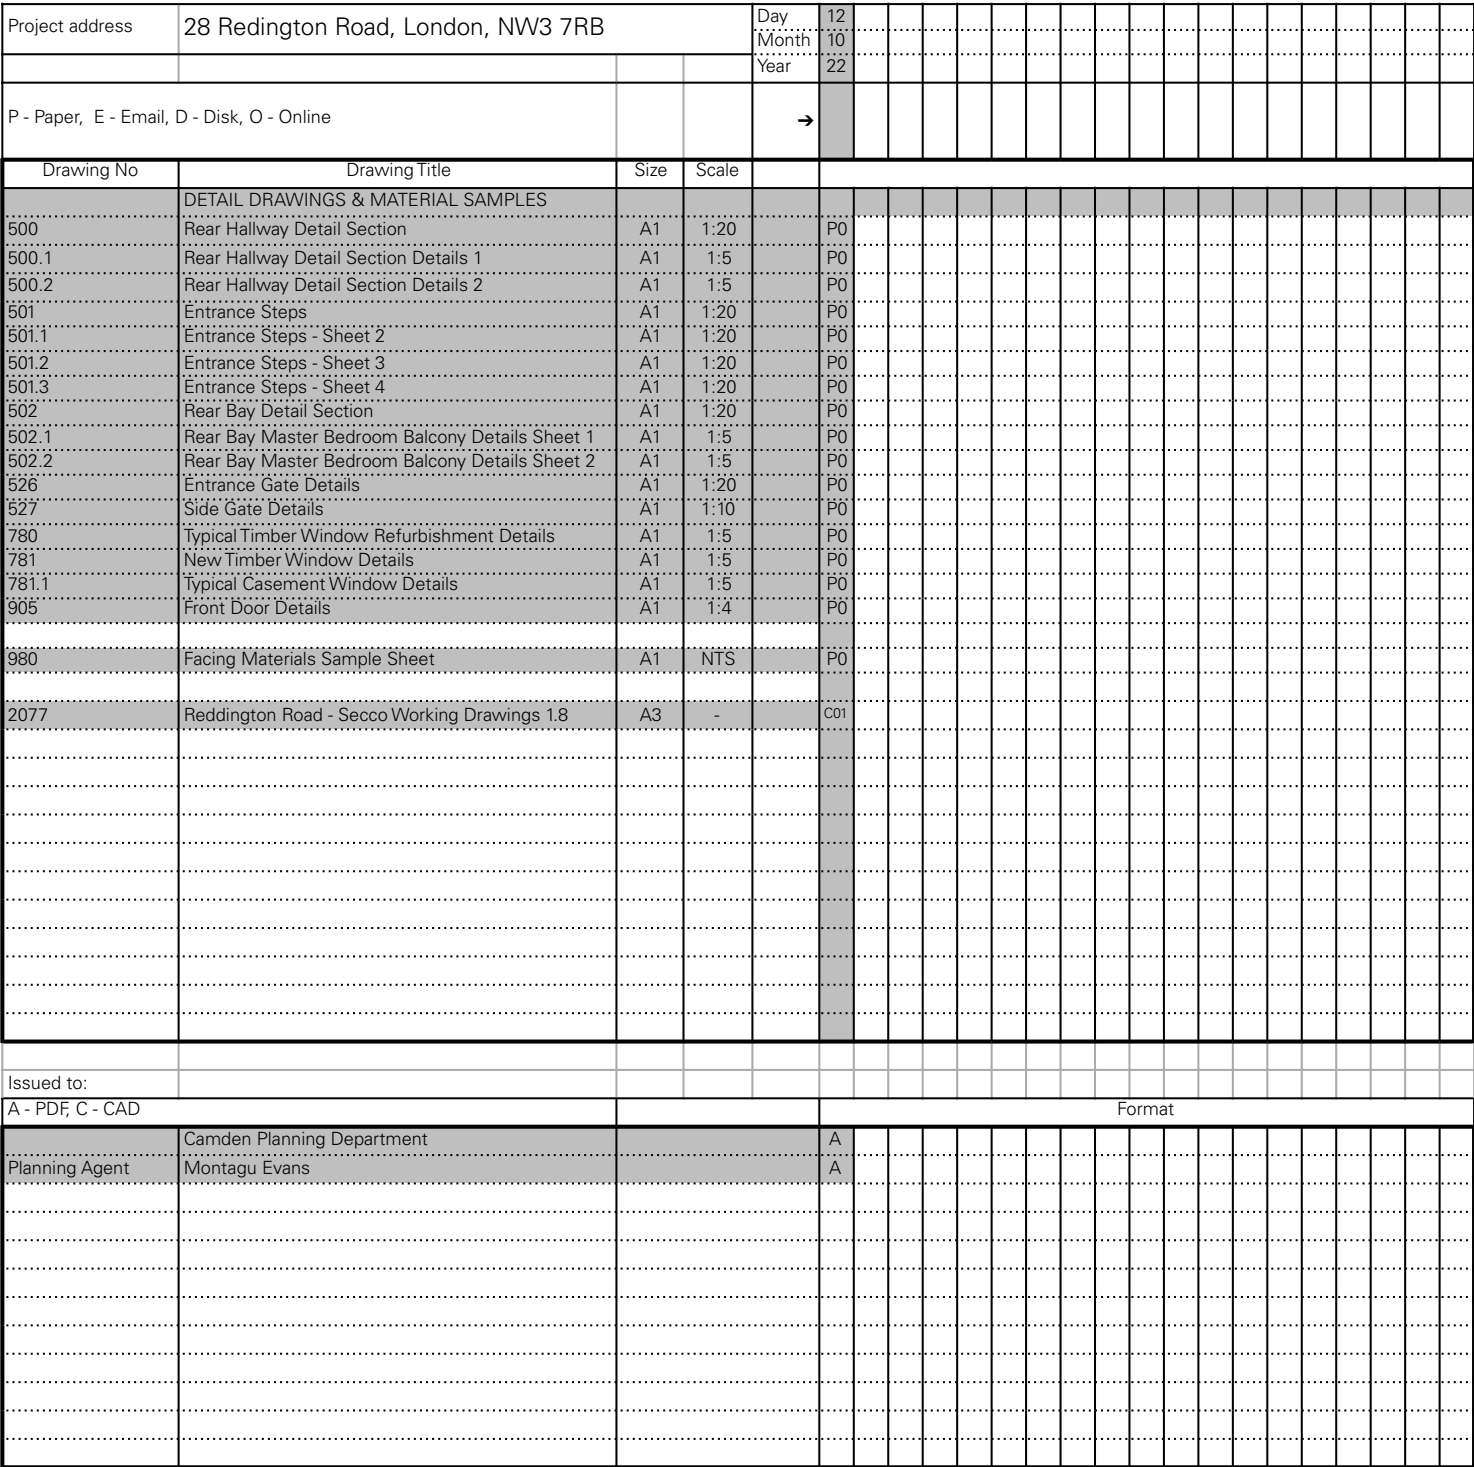 Project address 28 Redington Road, London, NW3 7RB Day 12
Month 10
Year 22
P - Paper, E - Email, D - Disk, O - Online ➔
Drawing No Drawing Title Size Scale
DETAIL DRAWINGS & MATERIAL SAMPLES
500 Rear Hallway Detail Section A1 1:20 P0
500.1 Rear Hallway Detail Section Details 1 A1 1:5 P0
500.2 Rear Hallway Detail Section Details 2 A1 1:5 P0
501 Entrance Steps A1 1:20 P0
501.1 Entrance Steps - Sheet 2 A1 1:20 P0
501.2 Entrance Steps - Sheet 3 A1 1:20 P0
501.3 Entrance Steps - Sheet 4 A1 1:20 P0
502 Rear Bay Detail Section A1 1:20 P0
502.1 Rear Bay Master Bedroom Balcony Details Sheet 1 A1 1:5 P0
502.2 Rear Bay Master Bedroom Balcony Details Sheet 2 A1 1:5 P0
526 Entrance Gate Details A1 1:20 P0
527 Side Gate Details A1 1:10 P0
780 Typical Timber Window Refurbishment Details A1 1:5 P0
781 New Timber Window Details A1 1:5 P0
781.1 Typical Casement Window Details A1 1:5 P0
905 Front Door Details A1 1:4 P0
980 Facing Materials Sample Sheet A1 NTS P0
2077 Reddington Road - Secco Working Drawings 1.8 A3 - C01
Issued to:
A - PDF, C - CAD Format
Camden Planning Department A
Planning Agent Montagu Evans A